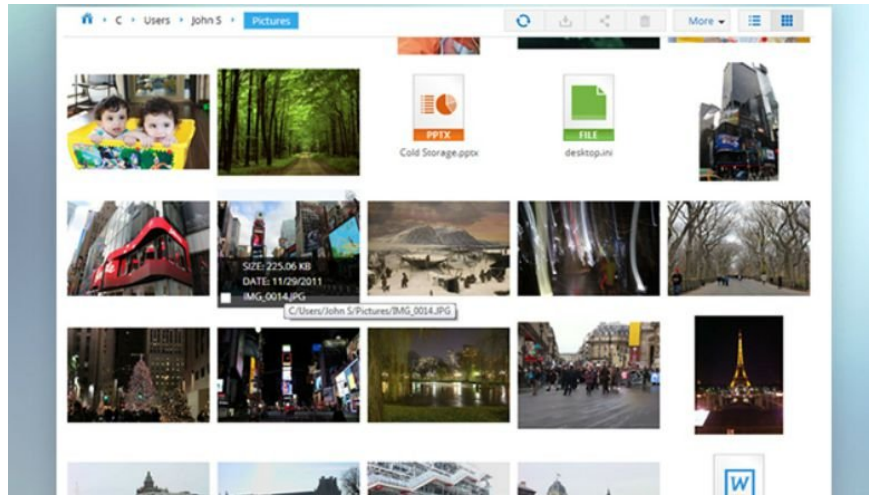 C Users John S Pictures More
PPTX
FILE
Cold Storage.pptx
desktop.ini
SIZE: 225.06 KB
DATE: 11/29/2011
IMG_0014.JPG
C/Users/John S/Pictures/IMG_0014.JPG
W